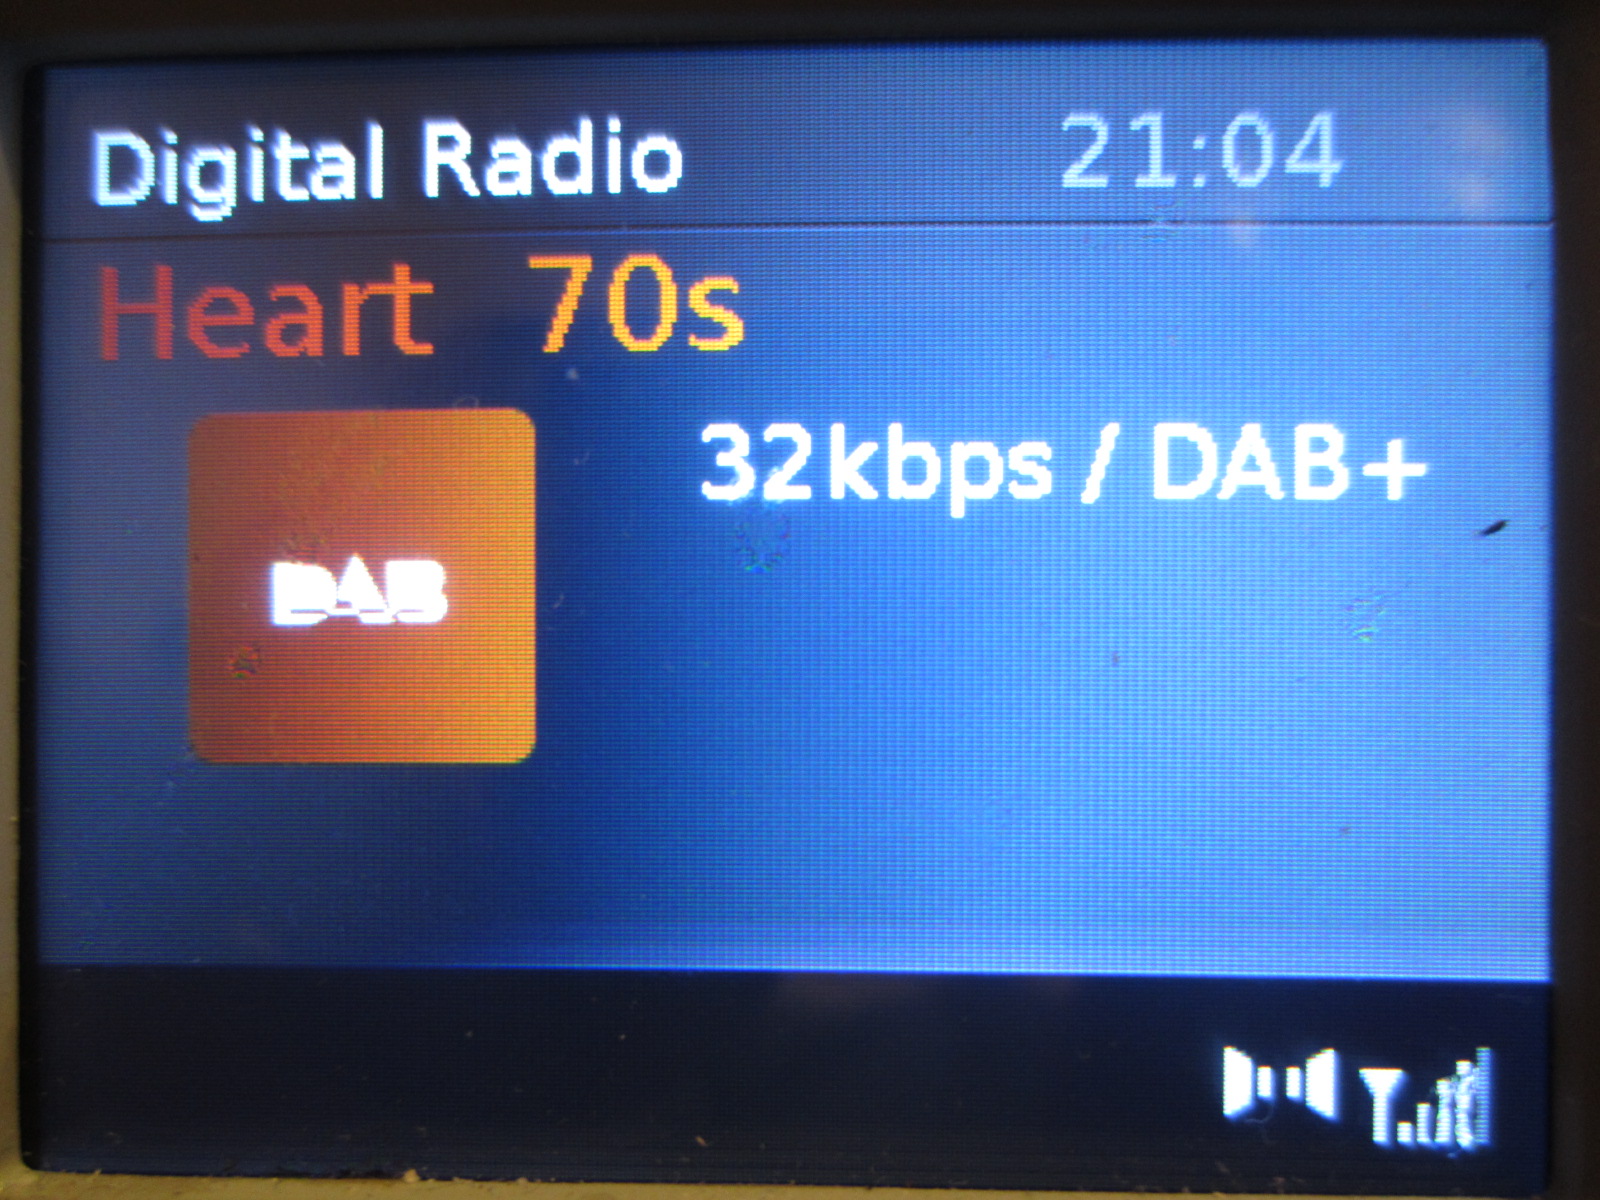 Digital Radio 21:04
Heart 70s
32kbps / DAB+
DAB